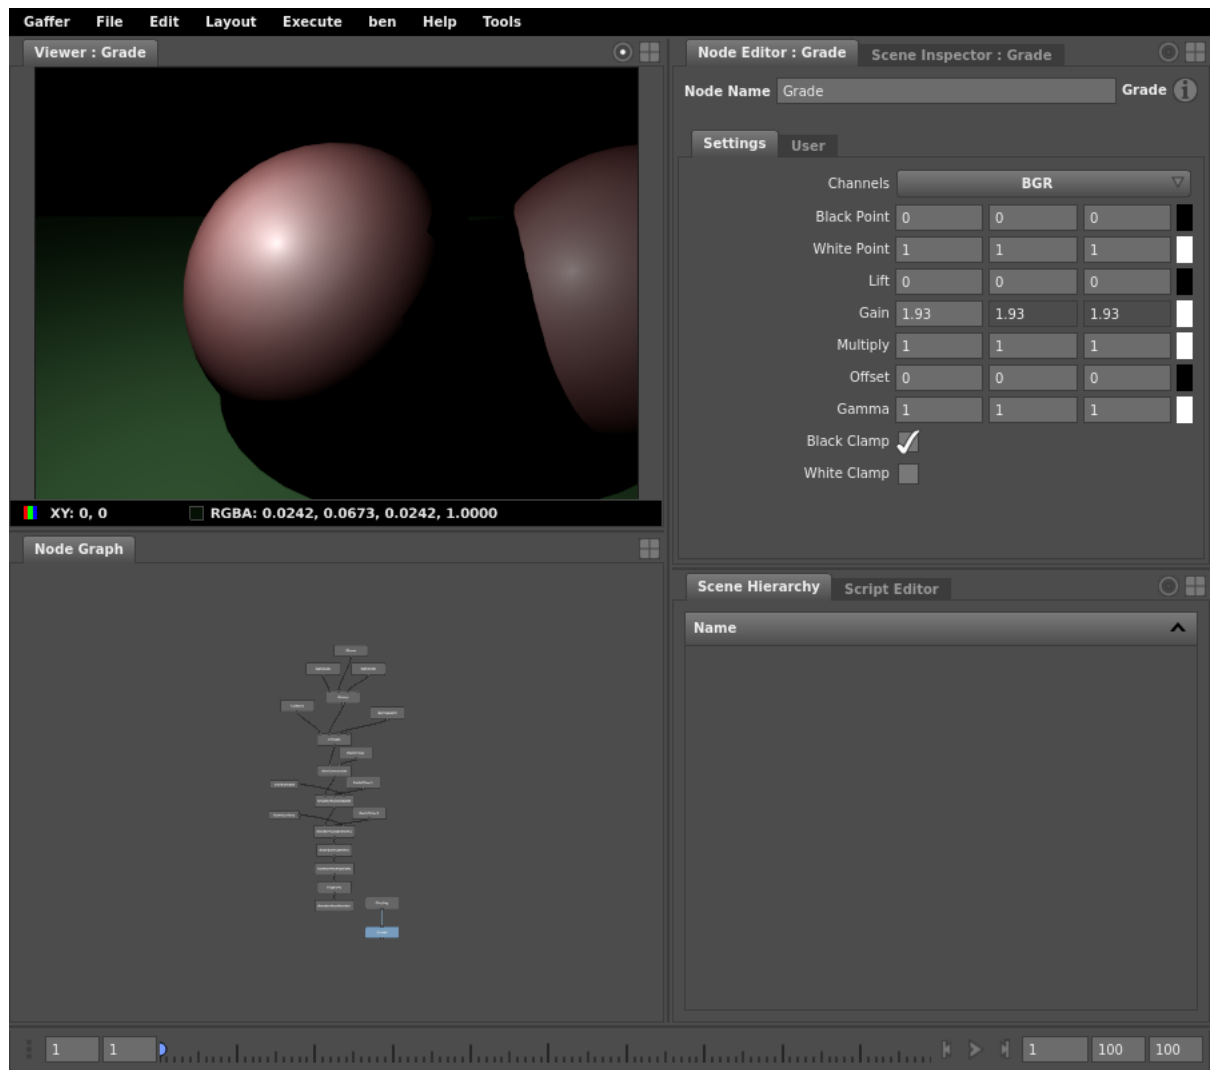 Gaffer File Edit Layout Execute ben Help Tools
Viewer : Grade
XY: 0, 0 RGBA: 0.0242, 0.0673, 0.0242, 1.0000
Node Graph
Node Editor : Grade Scene Inspector : Grade
Node Name Grade Grade
Settings User
Channels BGR
Black Point 0 0 0
White Point 1 1 1
Lift 0 0 0
Gain 1.93 1.93 1.93
Multiply 1 1 1
Offset 0 0 0
Gamma 1 1 1
Black Clamp
White Clamp
Scene Hierarchy Script Editor
Name
1 1 1 100 100